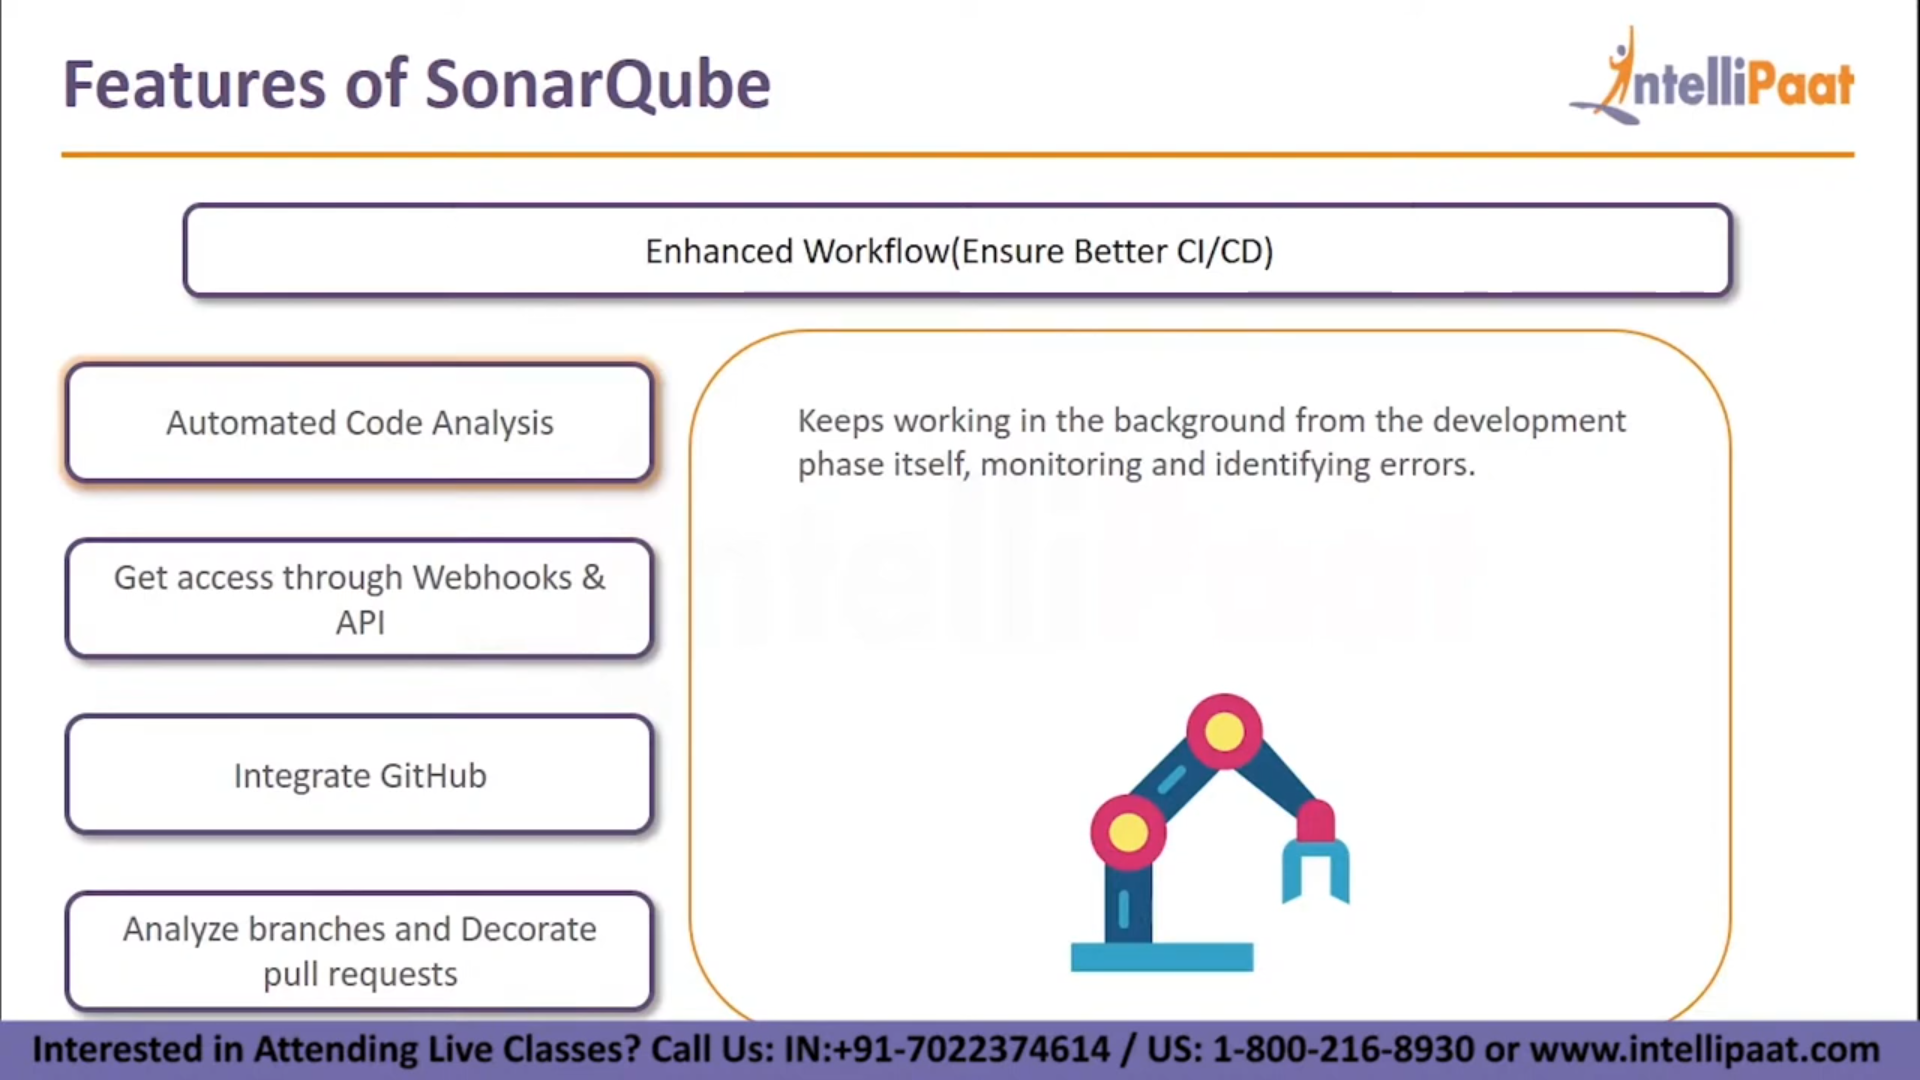 Features of SonarQube
IntelliPaat
Enhanced Workflow(Ensure Better CI/CD)
Automated Code Analysis
Get access through Webhooks &
API
Integrate GitHub
Analyze branches and Decorate
pull requests
Keeps working in the background from the development
phase itself, monitoring and identifying errors.
Interested in Attending Live Classes? Call Us: IN:+91-7022374614 / US: 1-800-216-8930 or www.intellipaat.com